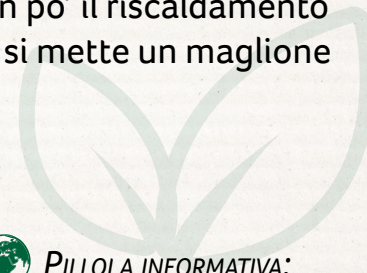 n po' il riscaldamento
si mette un maglione
PILLOLA INFORMATIVA: